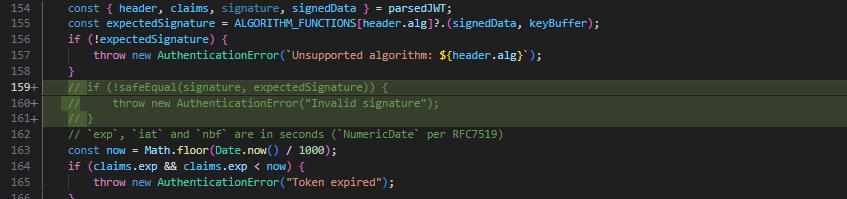 154 const { header, claims, signature, signedData } = parsedJWT;
155 const expectedSignature = ALGORITHM_FUNCTIONS[header.alg]?.(signedData, keyBuffer);
156 if (!expectedSignature) {
157 throw new AuthenticationError(`Unsupported algorithm: ${header.alg}`);
158 }
159+ // if (!safeEqual(signature, expectedSignature)) {
160+ //     throw new AuthenticationError("Invalid signature");
161+ // }
162 // `exp`, `iat` and `nbf` are in seconds (`NumericDate` per RFC7519)
163 const now = Math.floor(Date.now() / 1000);
164 if (claims.exp && claims.exp < now) {
165 throw new AuthenticationError("Token expired");
166 }